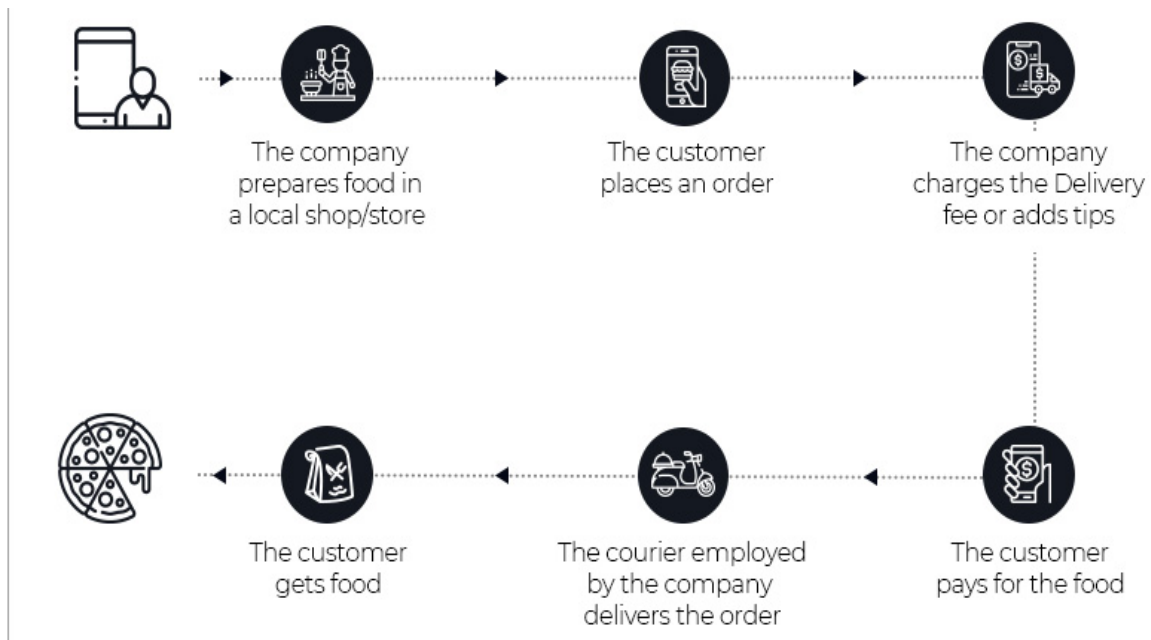 The company
prepares food in
a local shop/store
The customer
places an order
The company
charges the Delivery
fee or adds tips
The customer
pays for the food
The courier employed
by the company
delivers the order
The customer
gets food